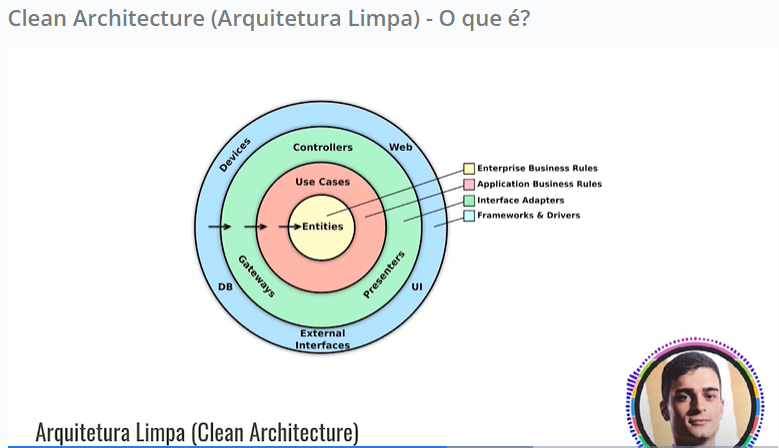 Clean Architecture (Arquitetura Limpa) - O que é?
Devices
Controllers
Web
Use Cases
Entities
Gateways
Presenters
DB
UI
External
Interfaces
Enterprise Business Rules
Application Business Rules
Interface Adapters
Frameworks & Drivers
Arquitetura Limpa (Clean Architecture)